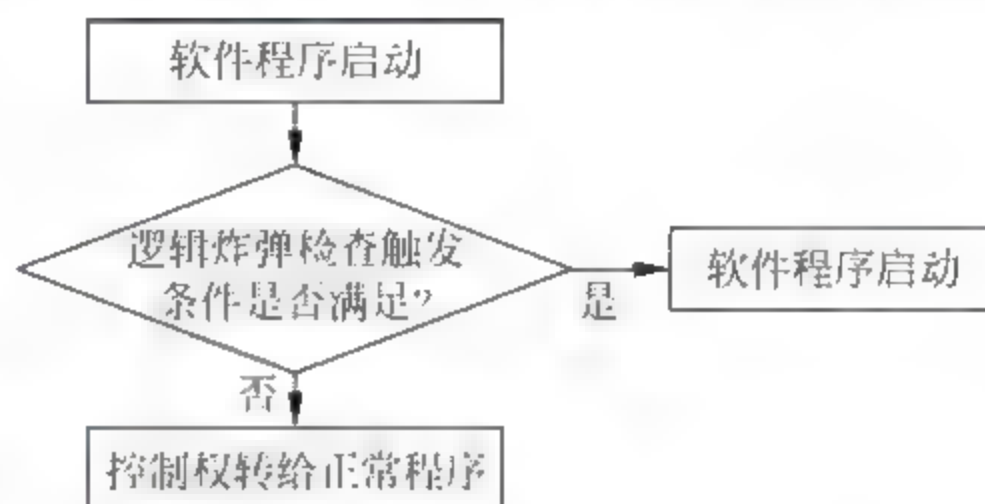 软件程序启动
逻辑炸弹检查触发
条件是否满足?
是
软件程序启动
否
控制权转给正常程序